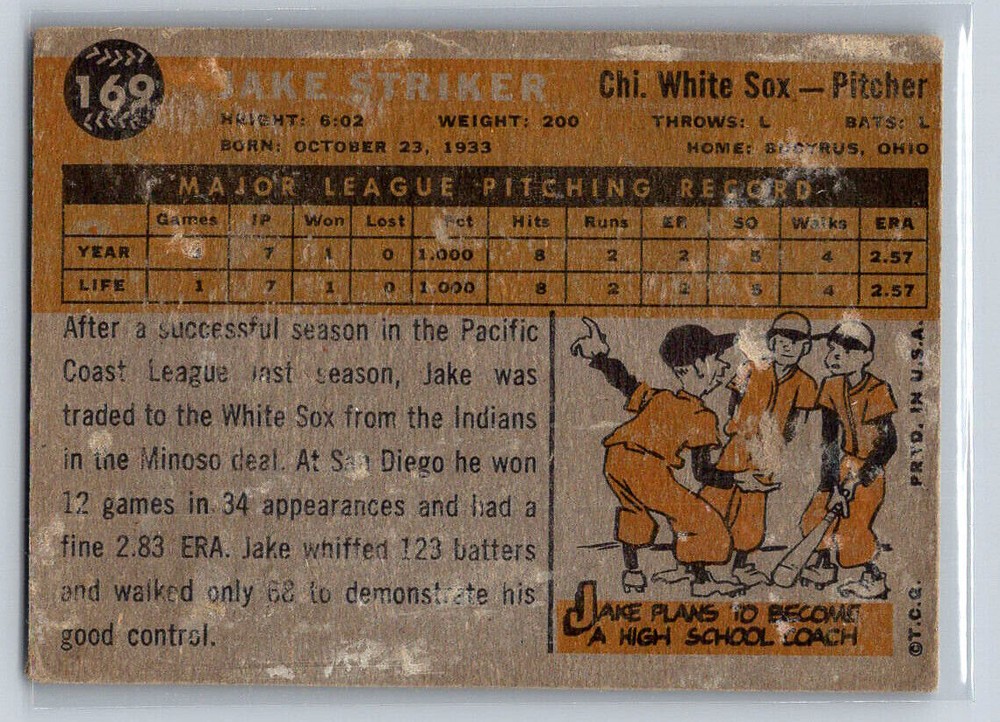 169
JAKE STRIKER
Chi. White Sox — Pitcher
HEIGHT: 6:02 WEIGHT: 200 THROWS: L BATS: L
BORN: OCTOBER 23, 1933 HOME: BUCYRUS, OHIO
MAJOR LEAGUE PITCHING RECORD
Games IP Won Lost Pct Hits Runs ER SO Walks ERA
YEAR 7 1 0 1.000 8 2 2 5 4 2.57
LIFE 1 7 1 0 1.000 8 2 2 5 4 2.57
After a successful season in the Pacific
Coast League last season, Jake was
traded to the White Sox from the Indians
in the Minoso deal. At San Diego he won
12 games in 34 appearances and had a
fine 2.83 ERA. Jake whiffed 123 batters
and walked only 68 to demonstrate his
good control.
JAKE PLANS TO BECOME
A HIGH SCHOOL COACH
©T.C.G. PRTD. IN U.S.A.